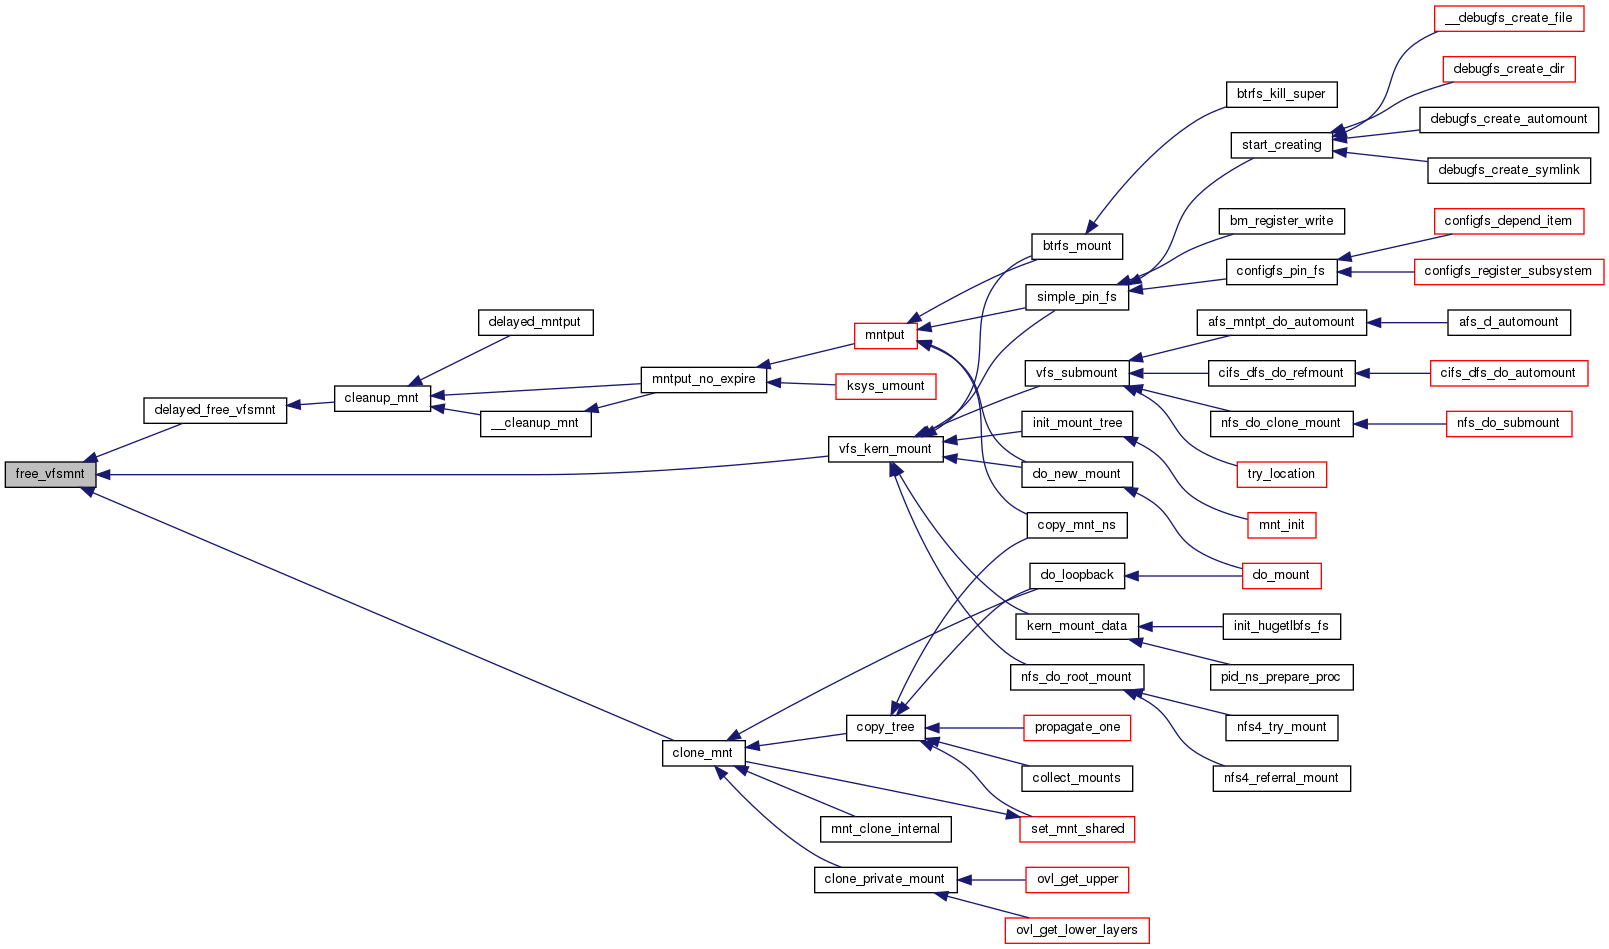 __debugfs_create_file
debugfs_create_dir
btrfs_kill_super
debugfs_create_automount
start_creating
debugfs_create_symlink
bm_register_write
configfs_depend_item
btrfs_mount
configfs_pin_fs
configfs_register_subsystem
simple_pin_fs
delayed_mntput
afs_mntpt_do_automount
afs_d_automount
mntput
vfs_submount
cifs_dfs_do_refmount
cifs_dfs_do_automount
mntput_no_expire
ksys_umount
cleanup_mnt
delayed_free_vfsmnt
__cleanup_mnt
init_mount_tree
nfs_do_clone_mount
nfs_do_submount
vfs_kern_mount
free_vfsmnt
do_new_mount
try_location
copy_mnt_ns
mnt_init
do_loopback
do_mount
kern_mount_data
init_hugetlbfs_fs
nfs_do_root_mount
pid_ns_prepare_proc
copy_tree
propagate_one
nfs4_try_mount
clone_mnt
collect_mounts
nfs4_referral_mount
mnt_clone_internal
set_mnt_shared
clone_private_mount
ovl_get_upper
ovl_get_lower_layers